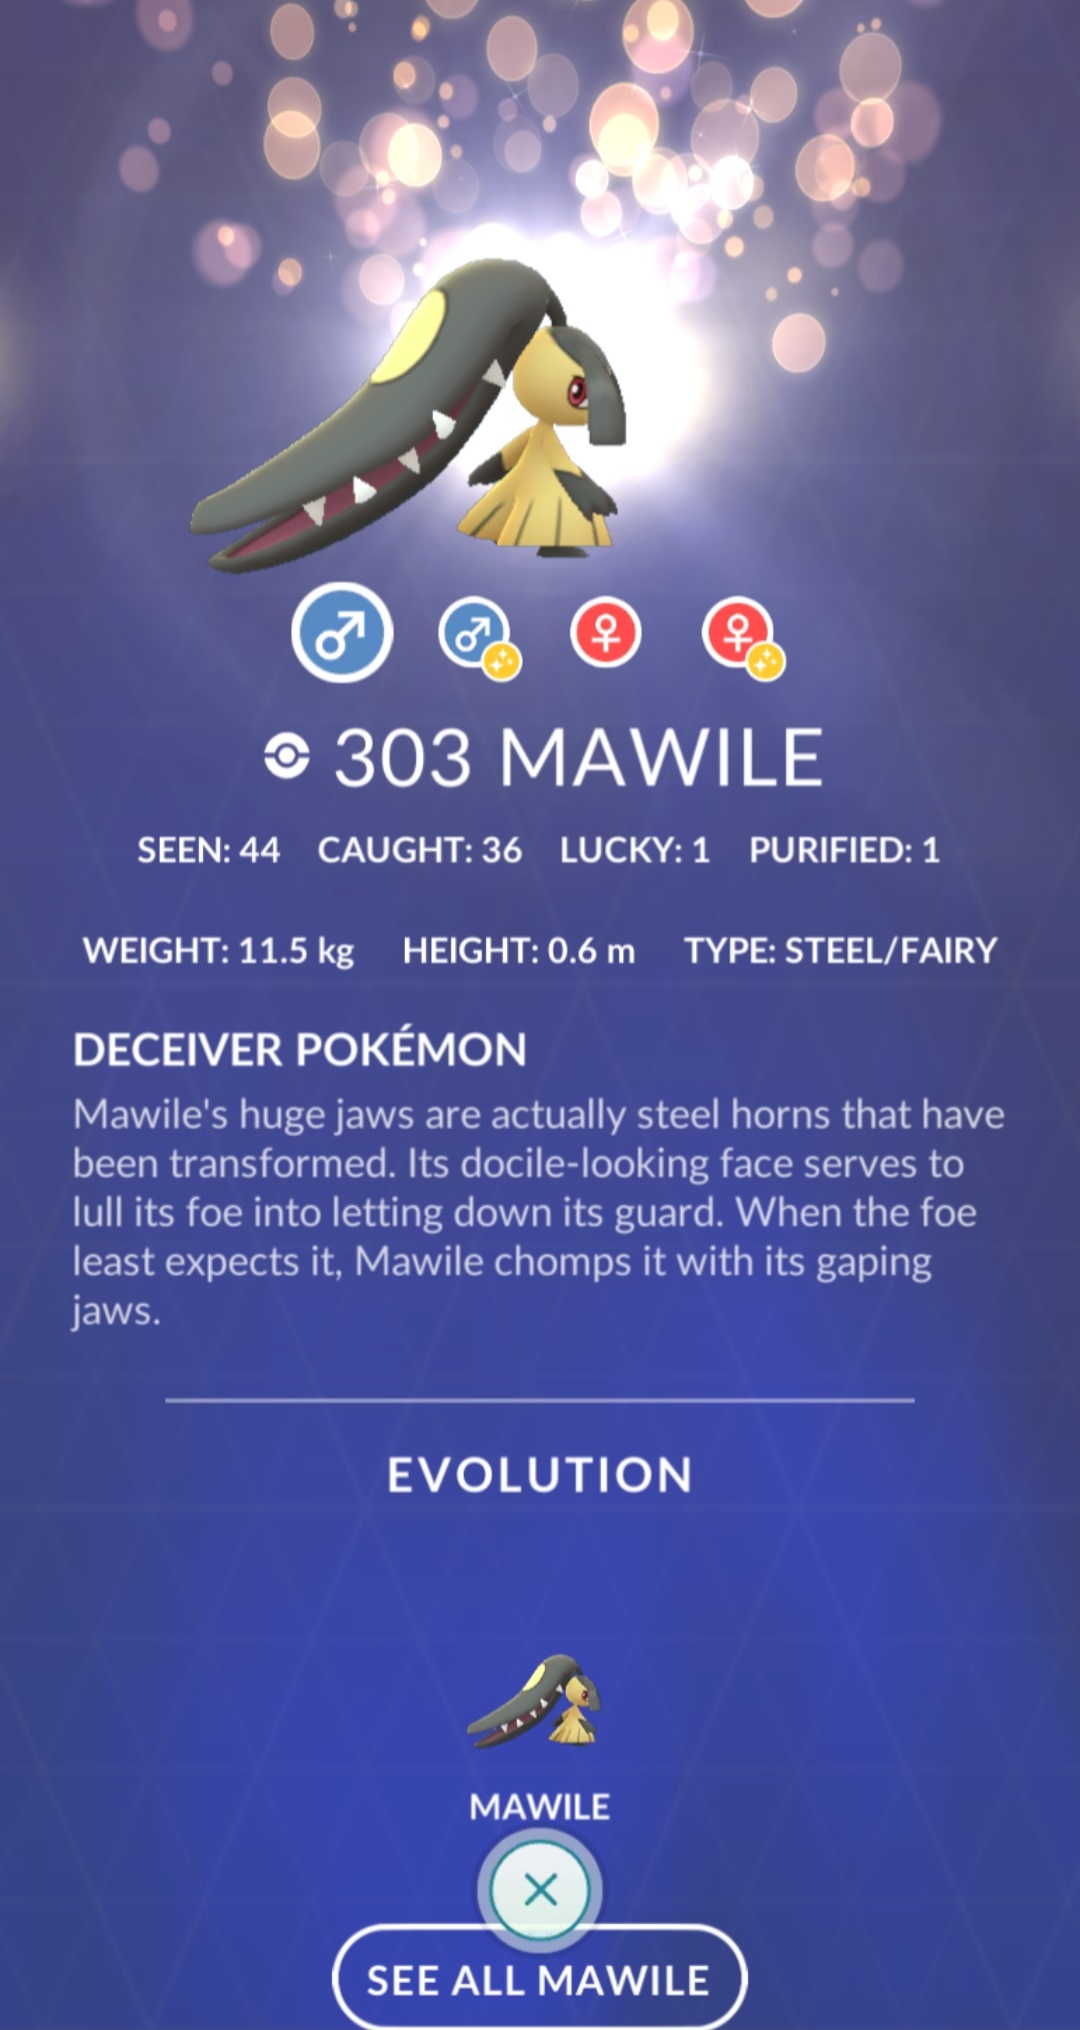 303 MAWILE
SEEN: 44 CAUGHT: 36 LUCKY: 1 PURIFIED: 1
WEIGHT: 11.5 kg HEIGHT: 0.6 m TYPE: STEEL/FAIRY
DECEIVER POKÉMON
Mawile's huge jaws are actually steel horns that have
been transformed. Its docile-looking face serves to
lull its foe into letting down its guard. When the foe
least expects it, Mawile chomps it with its gaping
jaws.
EVOLUTION
MAWILE
SEE ALL MAWILE